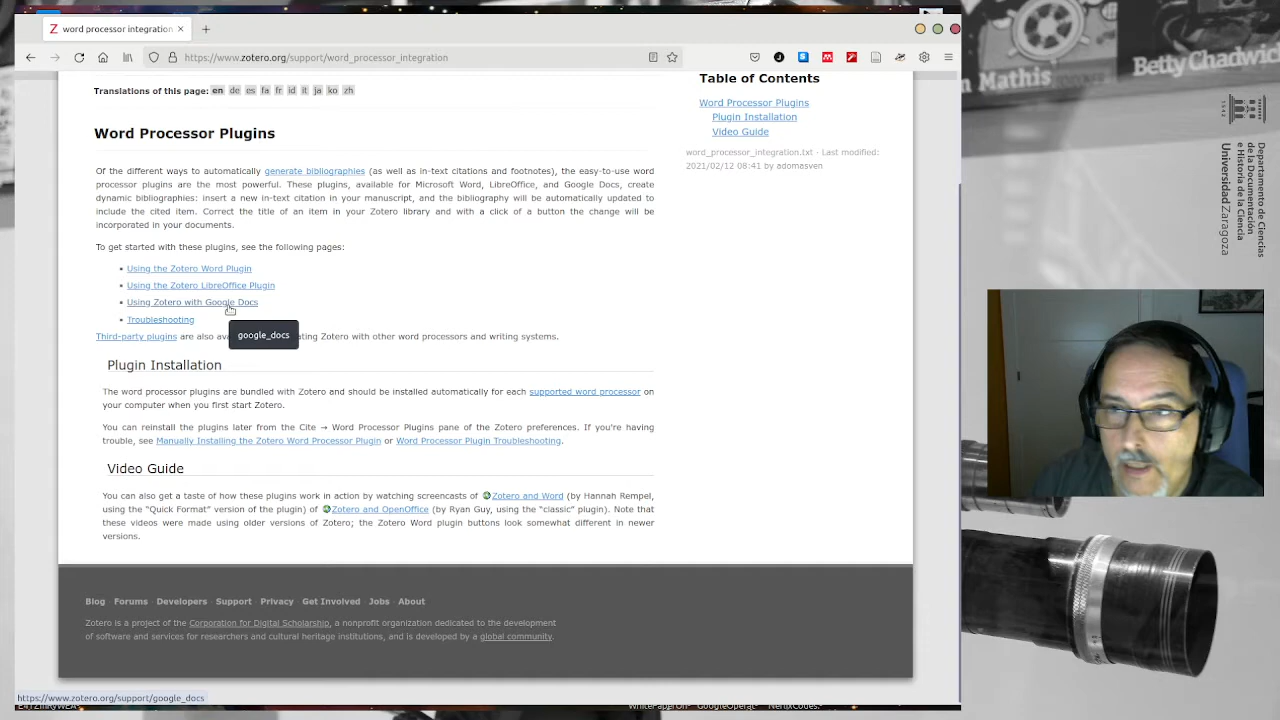 word processor integration
https://www.zotero.org/support/word_processor_integration
Translations of this page: en de es fa fr id it ja ko zh
Word Processor Plugins
Of the different ways to automatically generate bibliographies (as well as in-text citations and footnotes), the easy-to-use word
processor plugins are the most powerful. These plugins, available for Microsoft Word, LibreOffice, and Google Docs, create
dynamic bibliographies: insert a new in-text citation in your manuscript, and the bibliography will be automatically updated to
include the cited item. Correct the title of an item in your Zotero library and with a click of a button the change will be
incorporated in your documents.
To get started with these plugins, see the following pages:
Using the Zotero Word Plugin
Using the Zotero LibreOffice Plugin
Using Zotero with Google Docs
Troubleshooting
google_docs
Third-party plugins are also ava ting Zotero with other word processors and writing systems.
Plugin Installation
The word processor plugins are bundled with Zotero and should be installed automatically for each supported word processor on
your computer when you first start Zotero.
You can reinstall the plugins later from the Cite → Word Processor Plugins pane of the Zotero preferences. If you're having
trouble, see Manually Installing the Zotero Word Processor Plugin or Word Processor Plugin Troubleshooting.
Video Guide
You can also get a taste of how these plugins work in action by watching screencasts of Zotero and Word (by Hannah Rempel,
using the “Quick Format” version of the plugin) of Zotero and OpenOffice (by Ryan Guy, using the “classic” plugin). Note that
these videos were made using older versions of Zotero; the Zotero Word plugin buttons look somewhat different in newer
versions.
Table of Contents
Word Processor Plugins
Plugin Installation
Video Guide
word_processor_integration.txt · Last modified:
2021/02/12 08:41 by adomasven
Blog · Forums · Developers · Support · Privacy · Get Involved · Jobs · About
Zotero is a project of the Corporation for Digital Scholarship, a nonprofit organization dedicated to the development
of software and services for researchers and cultural heritage institutions, and is developed by a global community.
https://www.zotero.org/support/google_docs
n Mathis
Betty Chadw
1542
Departamento de Ciencias
de la Documentación
e Historia de la Ciencia
Universidad Zaragoza